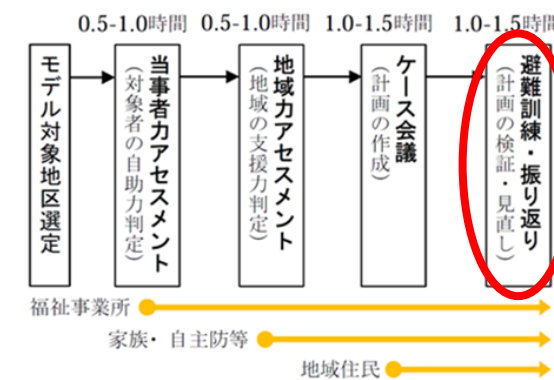 0.5-1.0時間 0.5-1.0時間 1.0-1.5時間 1.0-1.5時間
モデル対象地区選定
当事者力アセスメント
(対象者の自助力判定)
地域力アセスメント
(地域の支援力判定)
ケース会議
(計画の作成)
避難訓練・振り返り
(計画の検証・見直し)
福祉事業所
家族・自主防等
地域住民